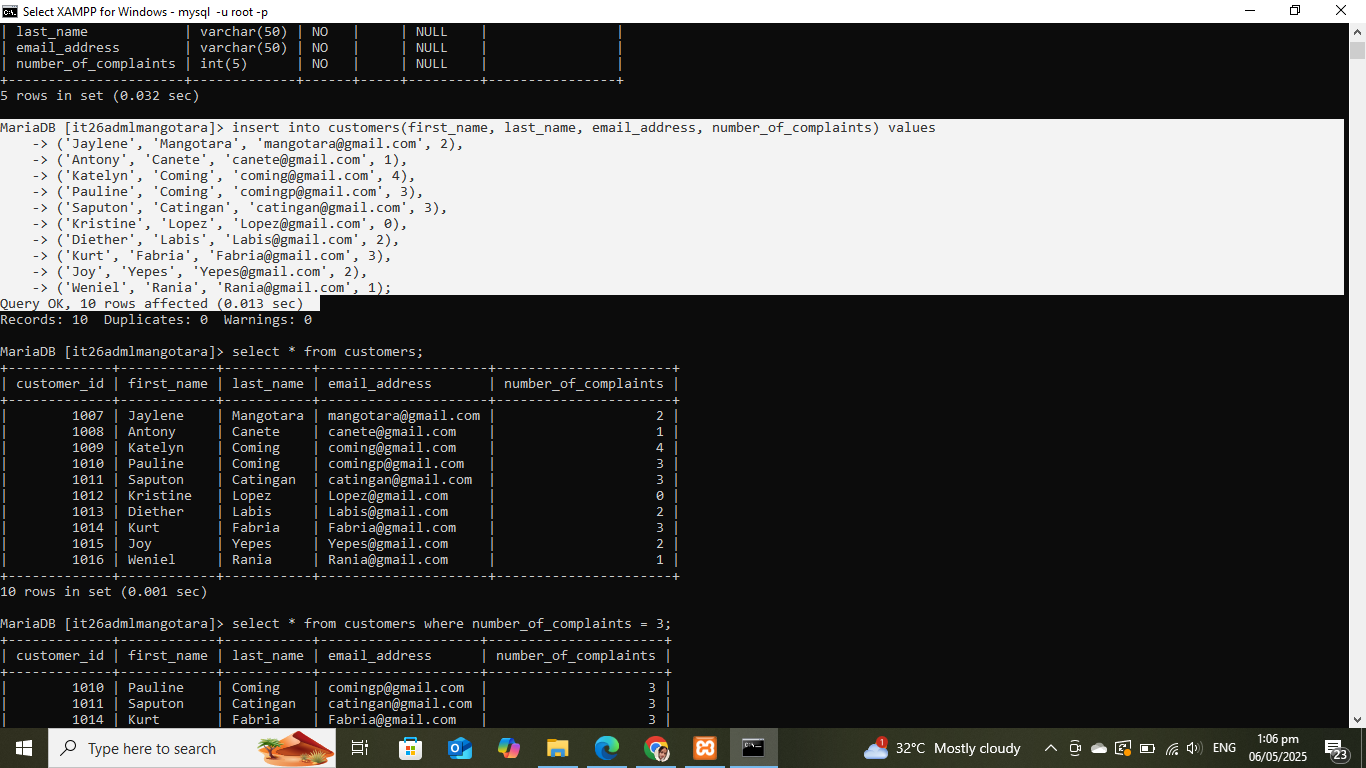 Select XAMPP for Windows - mysql  -u root -p
| last_name             | varchar(50) | NO   |     | NULL    |                |
| email_address         | varchar(50) | NO   |     | NULL    |                |
| number_of_complaints | int(5)      | NO   |     | NULL    |                |
+----------------------+-------------+------+-----+---------+----------------+
5 rows in set (0.032 sec)
MariaDB [it26admlmangotara]> insert into customers(first_name, last_name, email_address, number_of_complaints) values
    -> ('Jaylene', 'Mangotara', 'mangotara@gmail.com', 2),
    -> ('Antony', 'Canete', 'canete@gmail.com', 1),
    -> ('Katelyn', 'Coming', 'coming@gmail.com', 4),
    -> ('Pauline', 'Coming', 'comingp@gmail.com', 3),
    -> ('Saputon', 'Catingan', 'catingan@gmail.com', 3),
    -> ('Kristine', 'Lopez', 'Lopez@gmail.com', 0),
    -> ('Diether', 'Labis', 'Labis@gmail.com', 2),
    -> ('Kurt', 'Fabria', 'Fabria@gmail.com', 3),
    -> ('Joy', 'Yepes', 'Yepes@gmail.com', 2),
    -> ('Weniel', 'Rania', 'Rania@gmail.com', 1);
Query OK, 10 rows affected (0.013 sec)
Records: 10  Duplicates: 0  Warnings: 0
MariaDB [it26admlmangotara]> select * from customers;
+-------------+------------+-----------+---------------------+----------------------+
| customer_id | first_name | last_name | email_address       | number_of_complaints |
+-------------+------------+-----------+---------------------+----------------------+
|        1007 | Jaylene    | Mangotara | mangotara@gmail.com |                    2 |
|        1008 | Antony     | Canete    | canete@gmail.com    |                    1 |
|        1009 | Katelyn    | Coming    | coming@gmail.com    |                    4 |
|        1010 | Pauline    | Coming    | comingp@gmail.com   |                    3 |
|        1011 | Saputon    | Catingan  | catingan@gmail.com  |                    3 |
|        1012 | Kristine   | Lopez     | Lopez@gmail.com     |                    0 |
|        1013 | Diether    | Labis     | Labis@gmail.com     |                    2 |
|        1014 | Kurt       | Fabria    | Fabria@gmail.com    |                    3 |
|        1015 | Joy        | Yepes     | Yepes@gmail.com     |                    2 |
|        1016 | Weniel     | Rania     | Rania@gmail.com     |                    1 |
+-------------+------------+-----------+---------------------+----------------------+
10 rows in set (0.001 sec)
MariaDB [it26admlmangotara]> select * from customers where number_of_complaints = 3;
+-------------+------------+-----------+--------------------+----------------------+
| customer_id | first_name | last_name | email_address      | number_of_complaints |
+-------------+------------+-----------+--------------------+----------------------+
|        1010 | Pauline    | Coming    | comingp@gmail.com  |                    3 |
|        1011 | Saputon    | Catingan  | catingan@gmail.com |                    3 |
|        1014 | Kurt       | Fabria    | Fabria@gmail.com   |                    3 |
Type here to search
1
32°C  Mostly cloudy
ENG
1:06 pm
06/05/2025
23